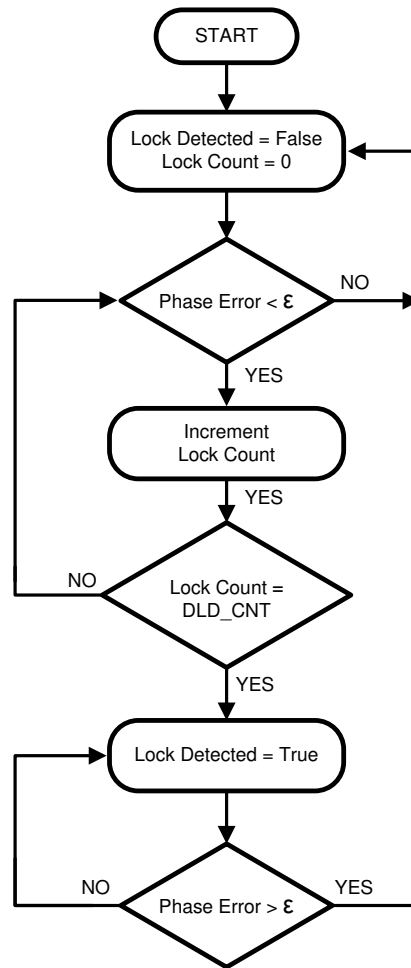 START
Lock Detected = False
Lock Count = 0
Phase Error < ε
NO
YES
Increment
Lock Count
YES
NO
Lock Count =
DLD_CNT
YES
Lock Detected = True
NO
Phase Error > ε
YES